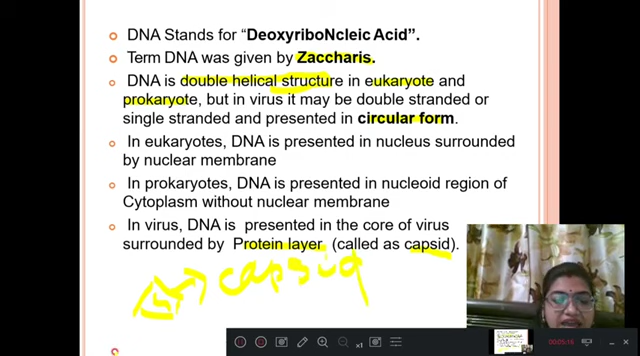 DNA Stands for "DeoxyriboNcleic Acid".
Term DNA was given by Zaccharis.
DNA is double helical structure in eukaryote and
prokaryote, but in virus it may be double stranded or
single stranded and presented in circular form.
In eukaryotes, DNA is presented in nucleus surrounded
by nuclear membrane
In prokaryotes, DNA is presented in nucleoid region of
Cytoplasm without nuclear membrane
In virus, DNA is presented in the core of virus
surrounded by Protein layer (called as capsid).
capsid
×1
00:05:16